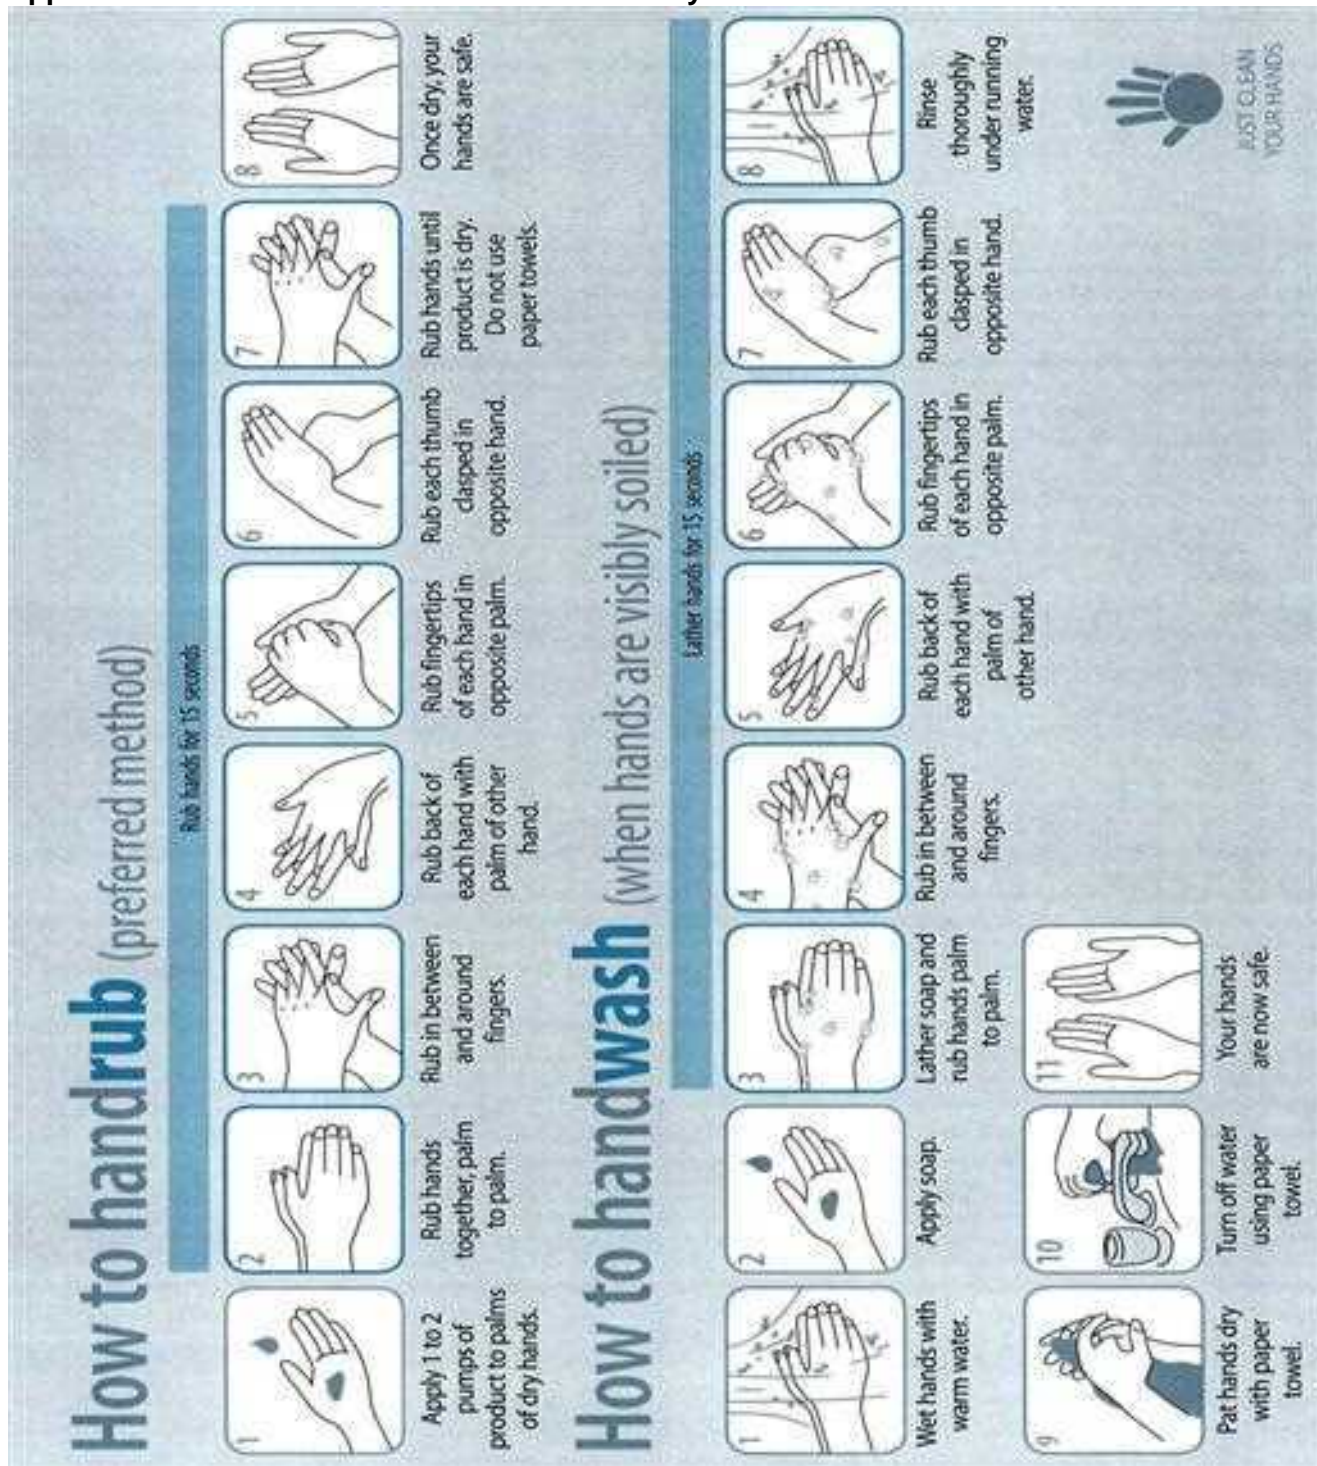 How to handrub (preferred method)
Rub hands for 15 seconds
1
Apply 1 to 2
pumps of
product to palms
of dry hands.
2
Rub hands
together, palm
to palm.
3
Rub in between
and around
fingers.
4
Rub back of
each hand with
palm of other
hand.
5
Rub fingertips
of each hand in
opposite palm.
6
Rub each thumb
clasped in
opposite hand.
7
Rub hands until
product is dry.
Do not use
paper towels.
8
Once dry, your
hands are safe.
How to handwash (when hands are visibly soiled)
Lather hands for 15 seconds
1
Wet hands with
warm water.
2
Apply soap.
3
Lather soap and
rub hands palm
to palm.
4
Rub in between
and around
fingers.
5
Rub back of
each hand with
palm of
other hand.
6
Rub fingertips
of each hand in
opposite palm.
7
Rub each thumb
clasped in
opposite hand.
8
Rinse
thoroughly
under running
water.
9
Pat hands dry
with paper
towel.
10
Turn off water
using paper
towel.
11
Your hands
are now safe.
JUST CLEAN
YOUR HANDS